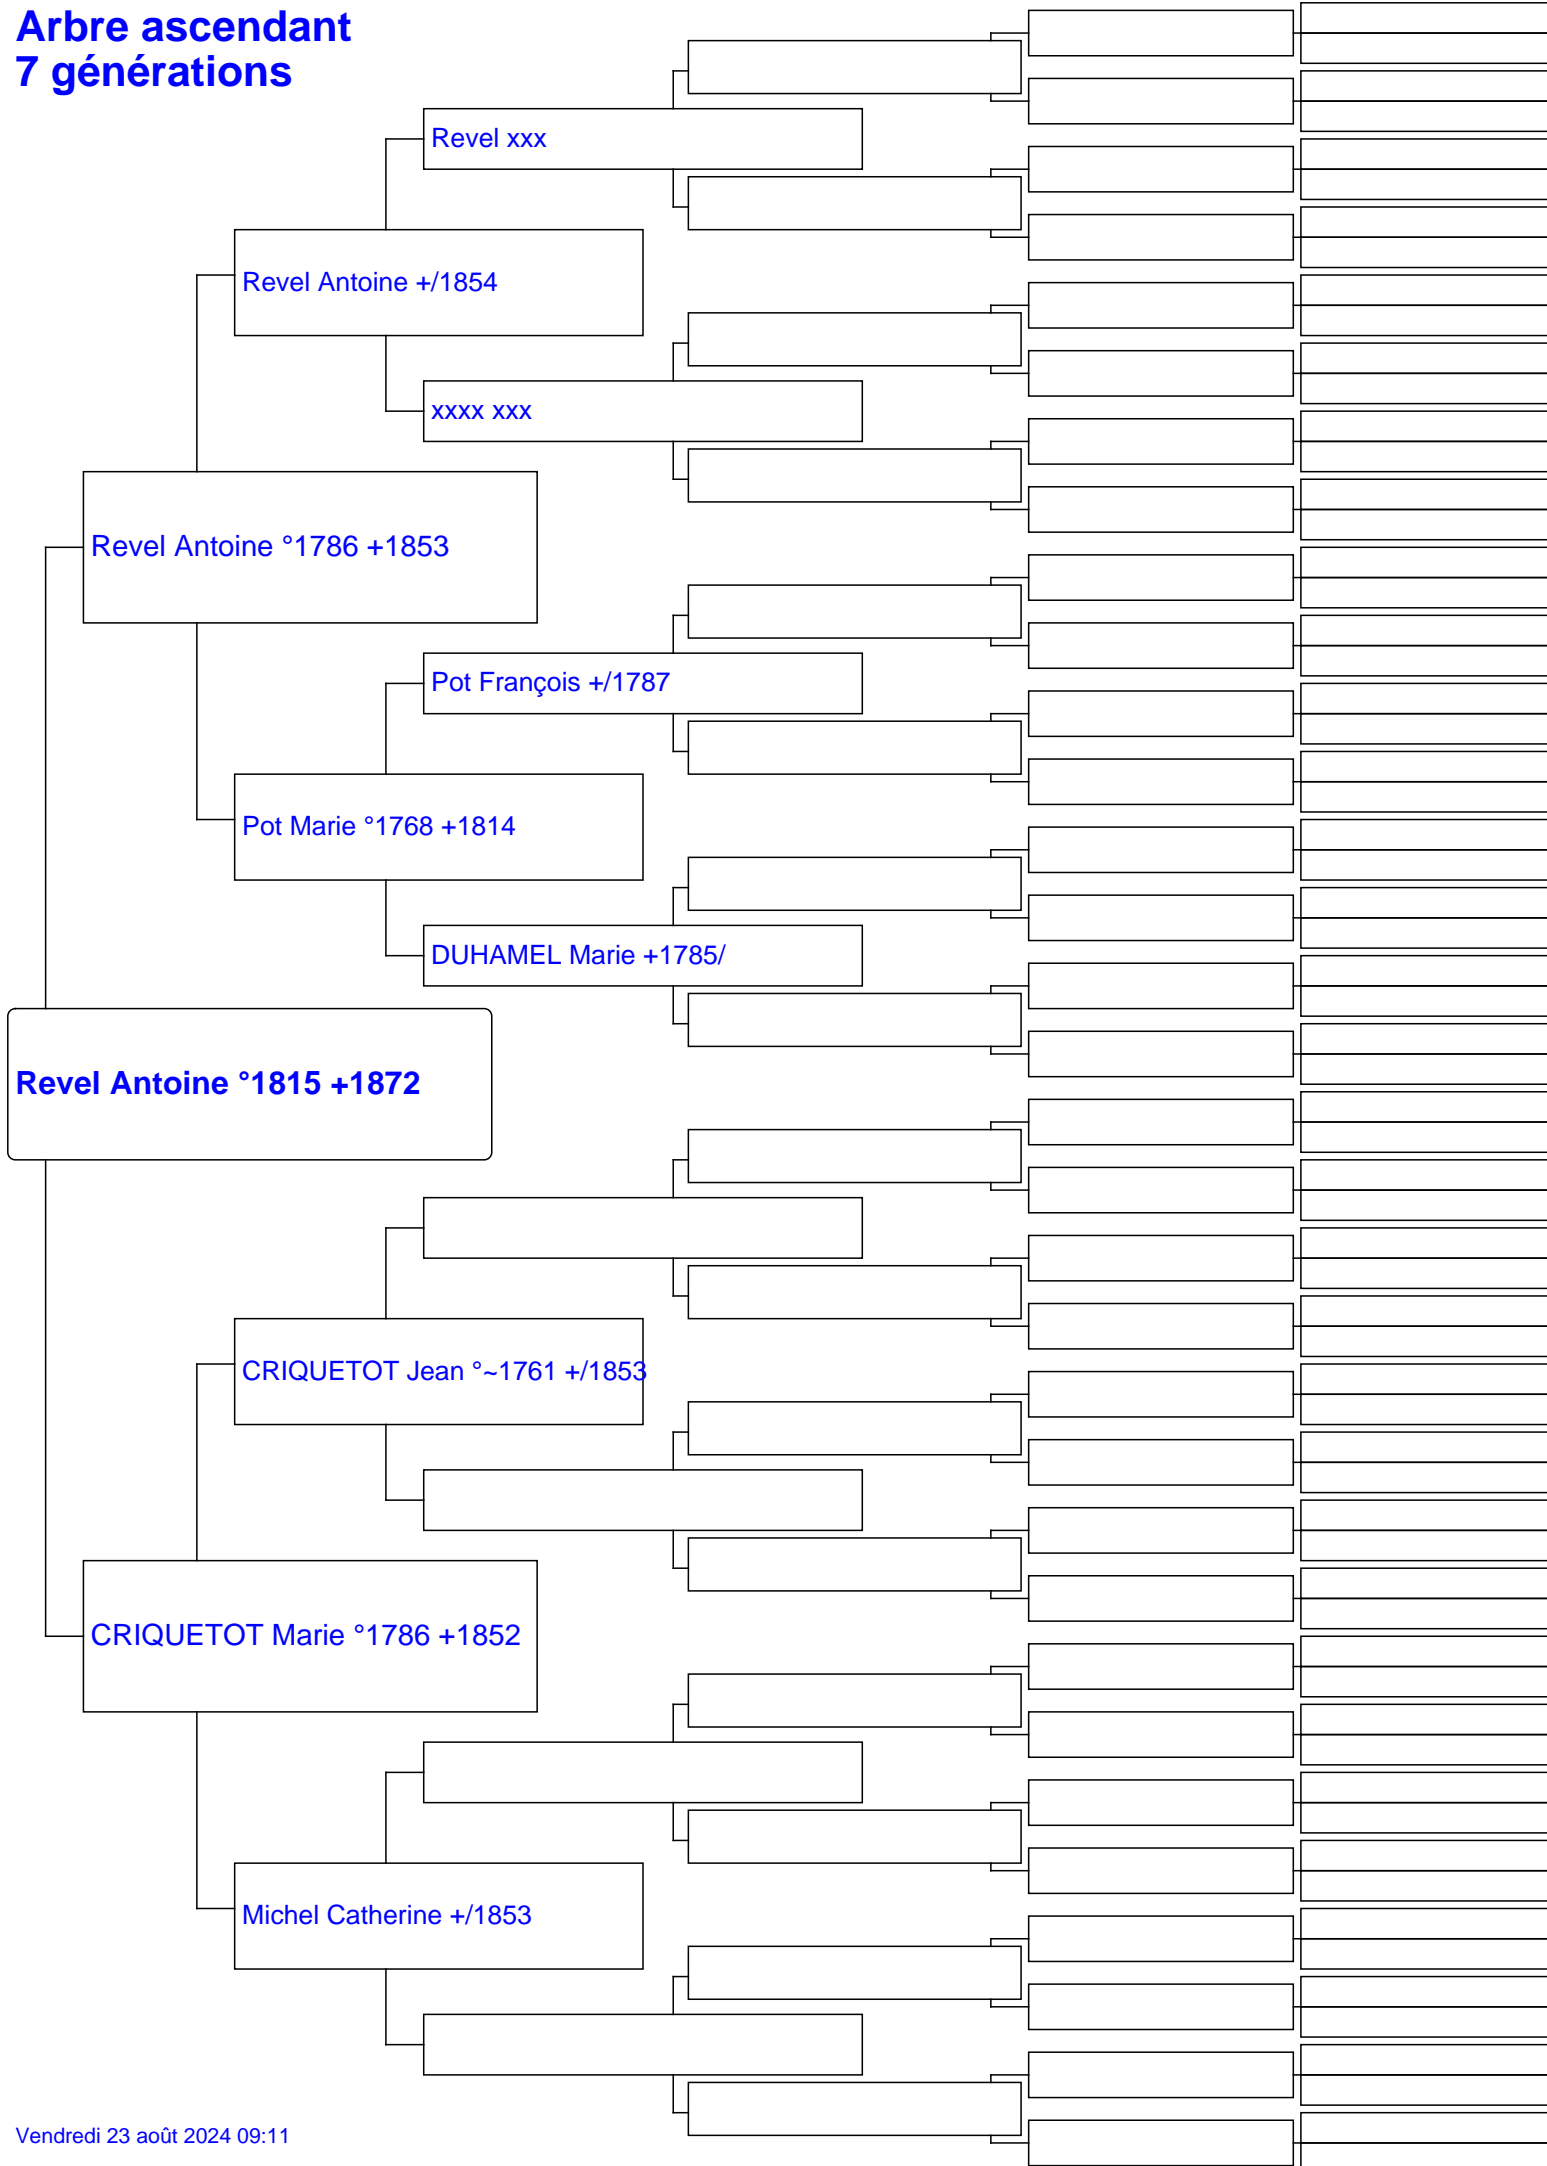 Arbre ascendant
7 générations
Revel xxx
Revel Antoine +/1854
xxxx xxx
Revel Antoine °1786 +1853
Pot François +/1787
Pot Marie °1768 +1814
DUHAMEL Marie +1785/
Revel Antoine °1815 +1872
CRIQUETOT Jean °~1761 +/1853
CRIQUETOT Marie °1786 +1852
Michel Catherine +/1853
Vendredi 23 août 2024 09:11